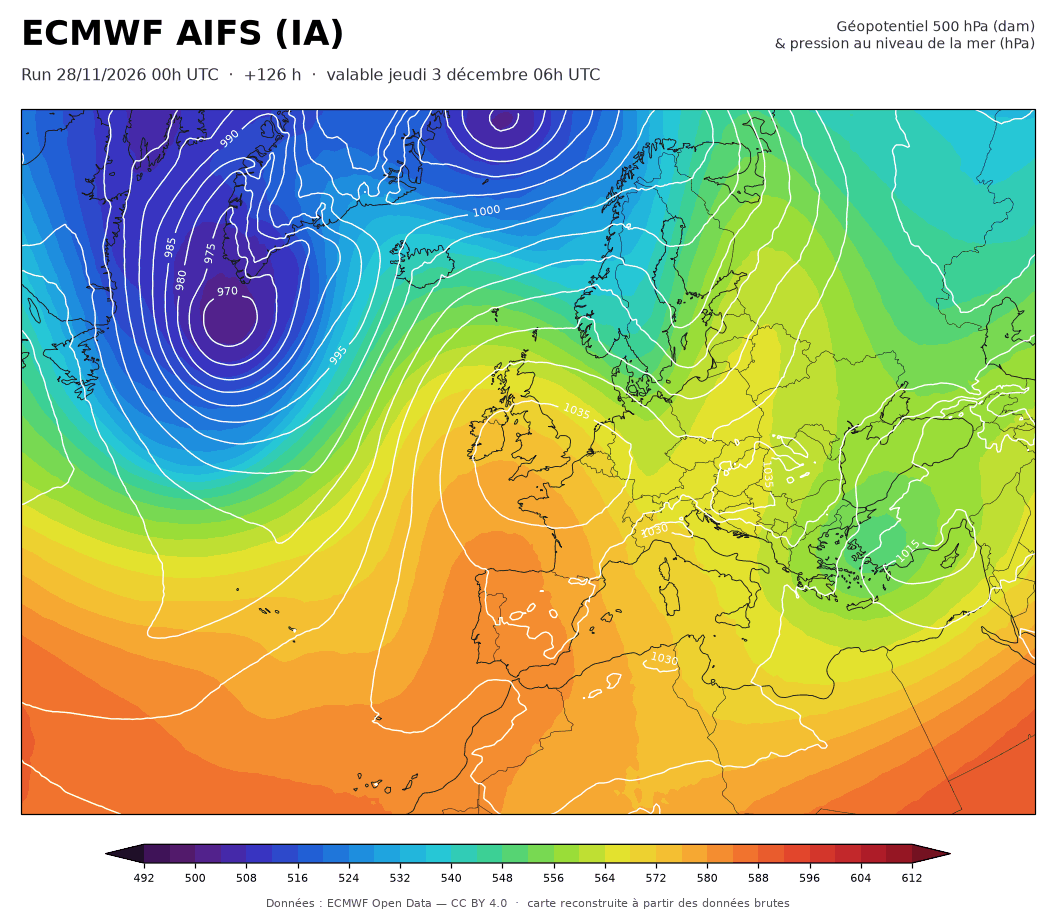 ECMWF AIFS (IA)
Géopotentiel 500 hPa (dam)
& pression au niveau de la mer (hPa)
Run 28/11/2026 00h UTC · +126 h · valable jeudi 3 décembre 06h UTC
990
1000
985
975
980
970
995
1035
1035
1030
1015
1030
492 500 508 516 524 532 540 548 556 564 572 580 588 596 604 612
Données : ECMWF Open Data — CC BY 4.0 · carte reconstruite à partir des données brutes